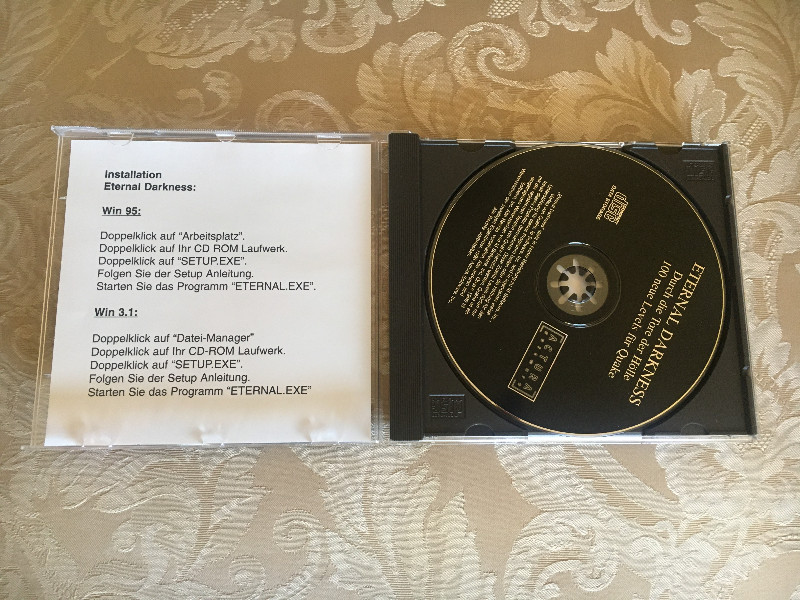 Installation
Eternal Darkness:
Win 95:
Doppelklick auf "Arbeitsplatz".
Doppelklick auf Ihr CD ROM Laufwerk.
Doppelklick auf "SETUP.EXE".
Folgen Sie der Setup Anleitung.
Starten Sie das Programm "ETERNAL.EXE".
Win 3.1:
Doppelklick auf "Datei-Manager"
Doppelklick auf Ihr CD-ROM Laufwerk.
Doppelklick auf "SETUP.EXE".
Folgen Sie der Setup Anleitung.
Starten Sie das Programm "ETERNAL.EXE"
ETERNAL DARKNESS
Durch die Tore der Hölle
100 neue Levels für Quake
disc
DATA STORAGE